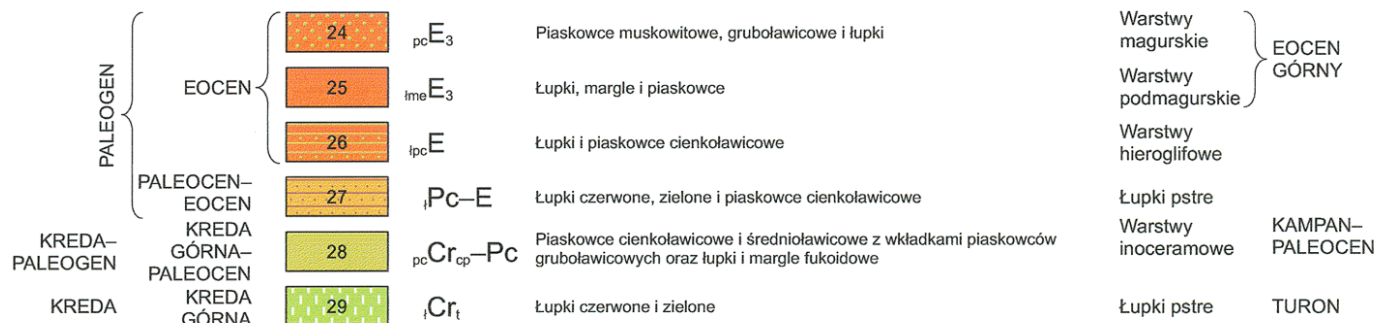 PALEOGEN
EOCEN
24 pcE3 Piaskowce muskowitowe, gruboławicowe i łupki Warstwy magurskie
25 łmeE3 Łupki, margle i piaskowce Warstwy podmagurskie
EOCEN GÓRNY
26 łpcE Łupki i piaskowce cienkoławicowe Warstwy hieroglifowe
PALEOCEN–
EOCEN
27 łPc–E Łupki czerwone, zielone i piaskowce cienkoławicowe Łupki pstre
KREDA–
PALEOGEN
KREDA
GÓRNA–
PALEOCEN
28 pcCrcp–Pc Piaskowce cienkoławicowe i średnioławicowe z wkładkami piaskowców
gruboławicowych oraz łupki i margle fukoidowe
Warstwy
inoceramowe
KAMPAN–
PALEOCEN
KREDA
KREDA
GÓRNA
29 łCrt Łupki czerwone i zielone Łupki pstre TURON